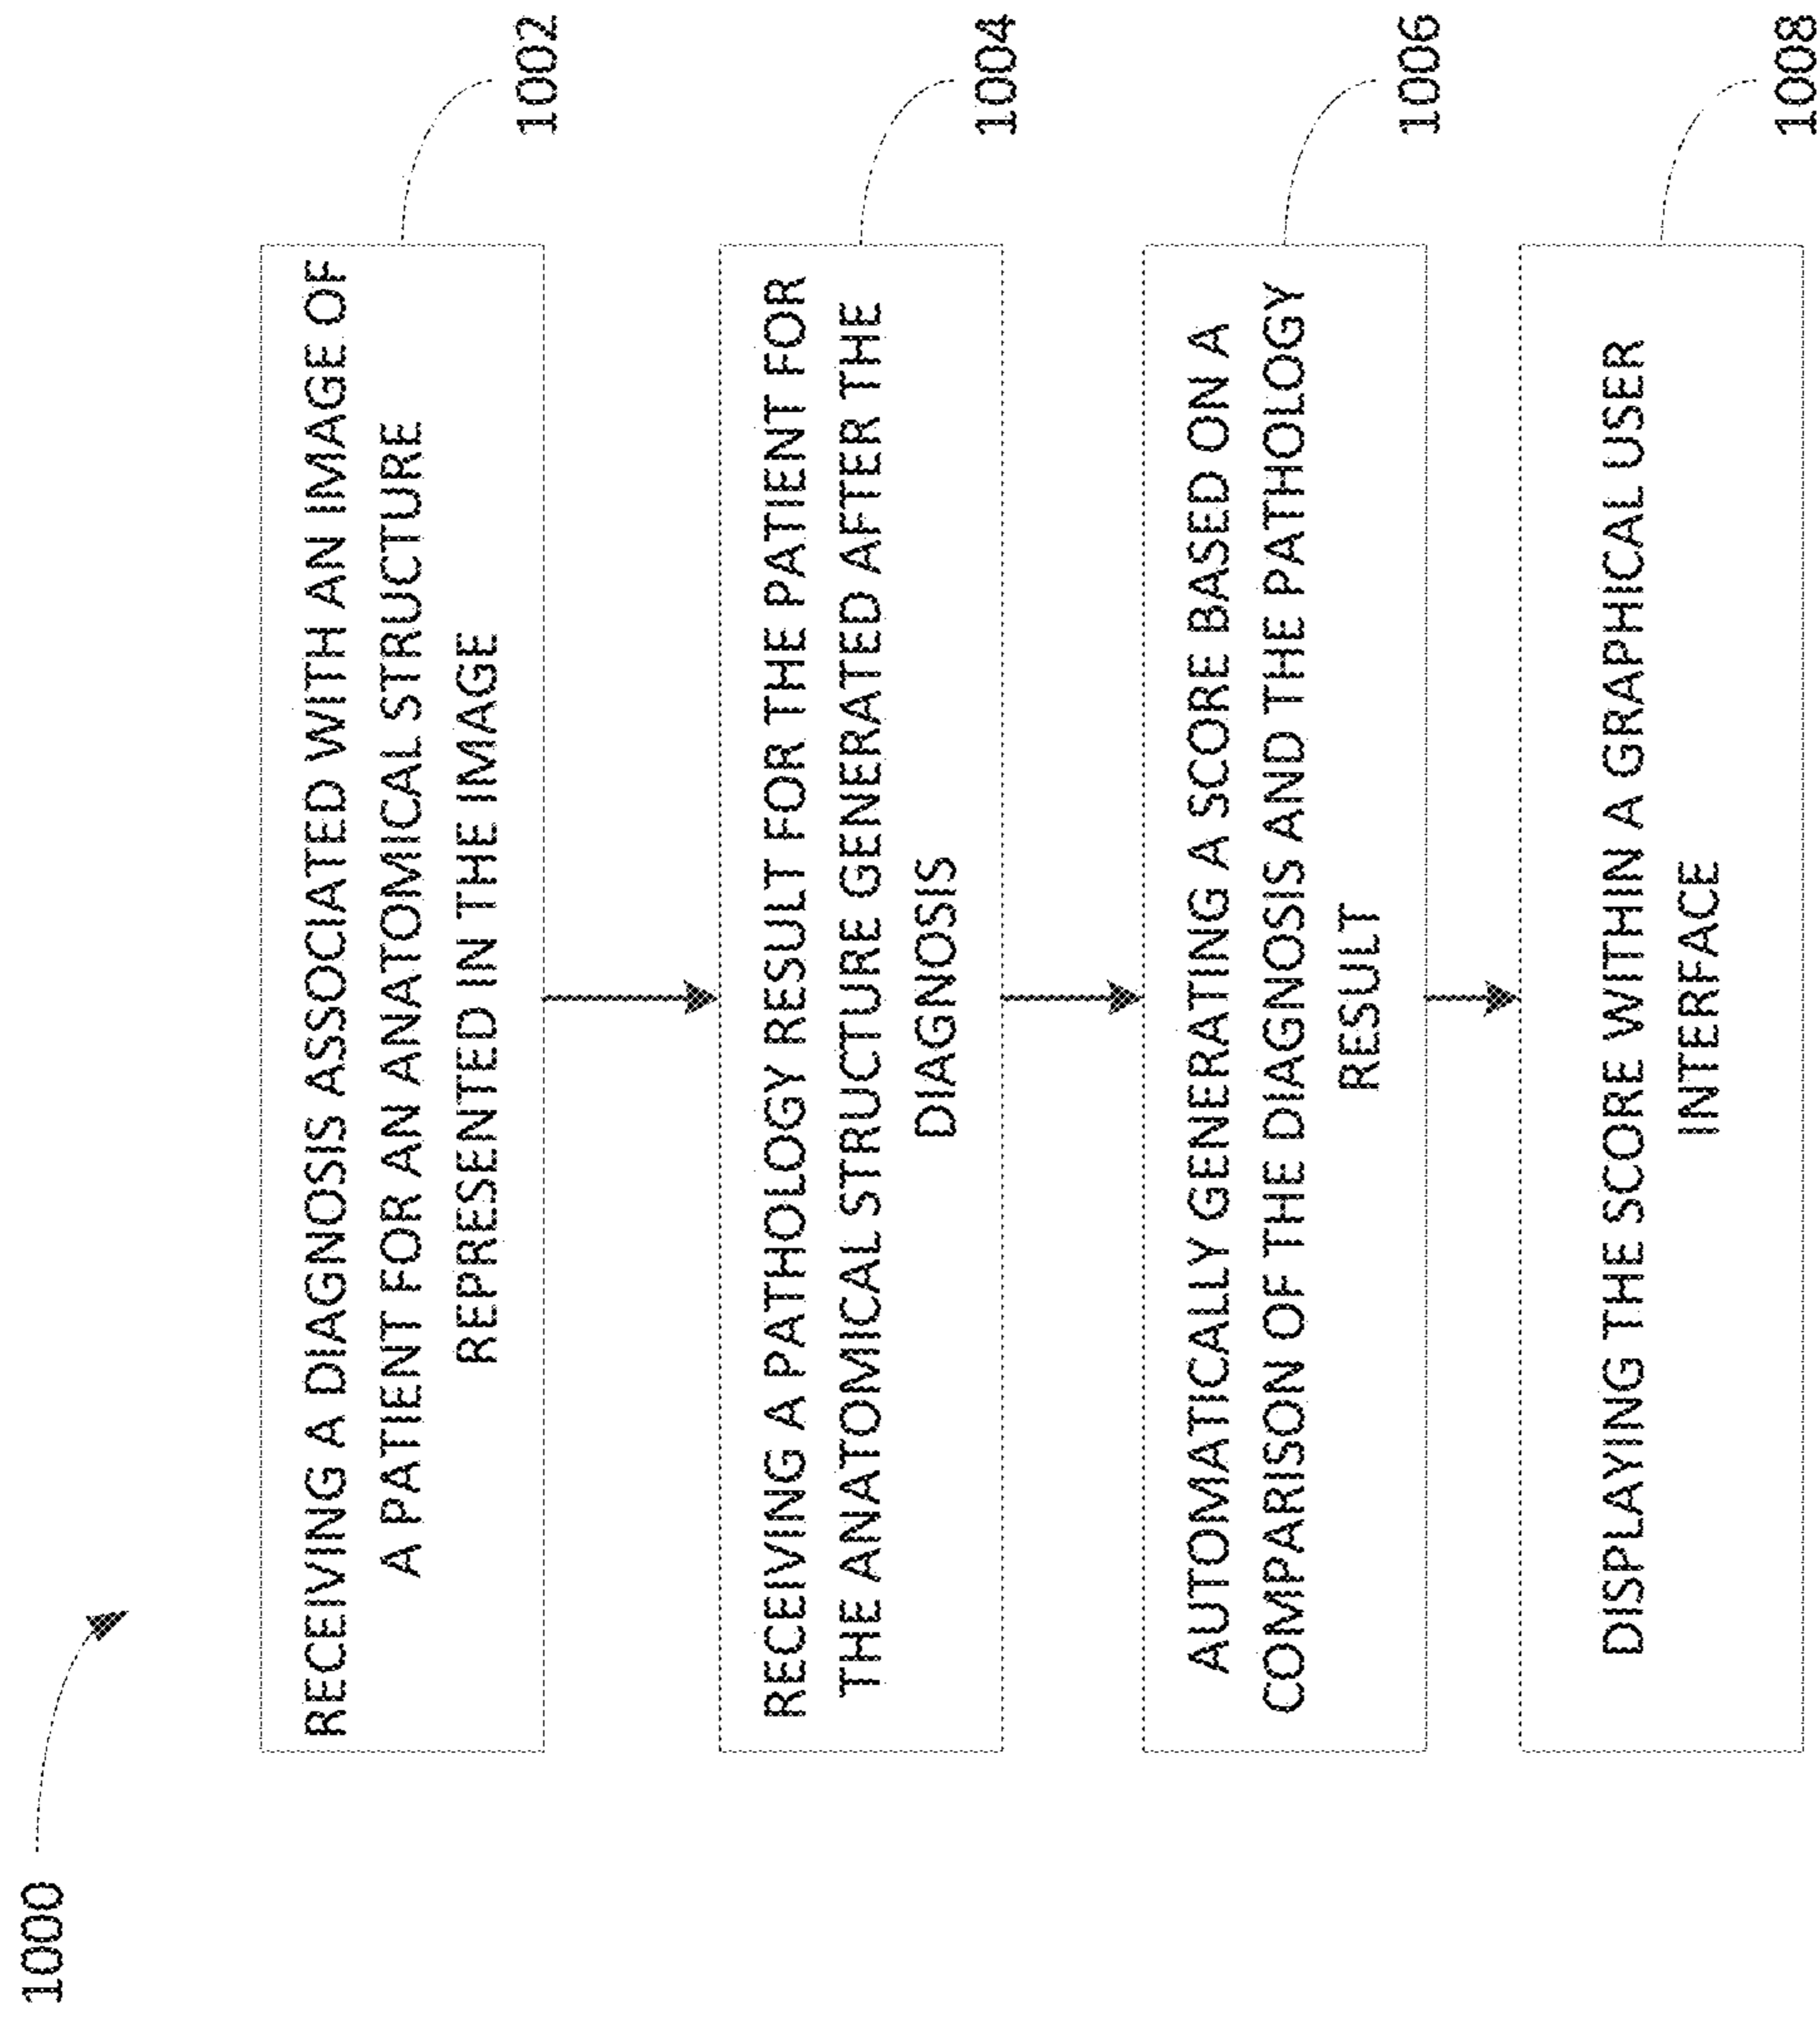 1000
RECEIVING A DIAGNOSIS ASSOCIATED WITH AN IMAGE OF
A PATIENT FOR AN ANATOMICAL STRUCTURE
REPRESENTED IN THE IMAGE
1002
RECEIVING A PATHOLOGY RESULT FOR THE PATIENT FOR
THE ANATOMICAL STRUCTURE GENERATED AFTER THE
DIAGNOSIS
1004
AUTOMATICALLY GENERATING A SCORE BASED ON A
COMPARISON OF THE DIAGNOSIS AND THE PATHOLOGY
RESULT
1006
DISPLAYING THE SCORE WITHIN A GRAPHICAL USER
INTERFACE
1008